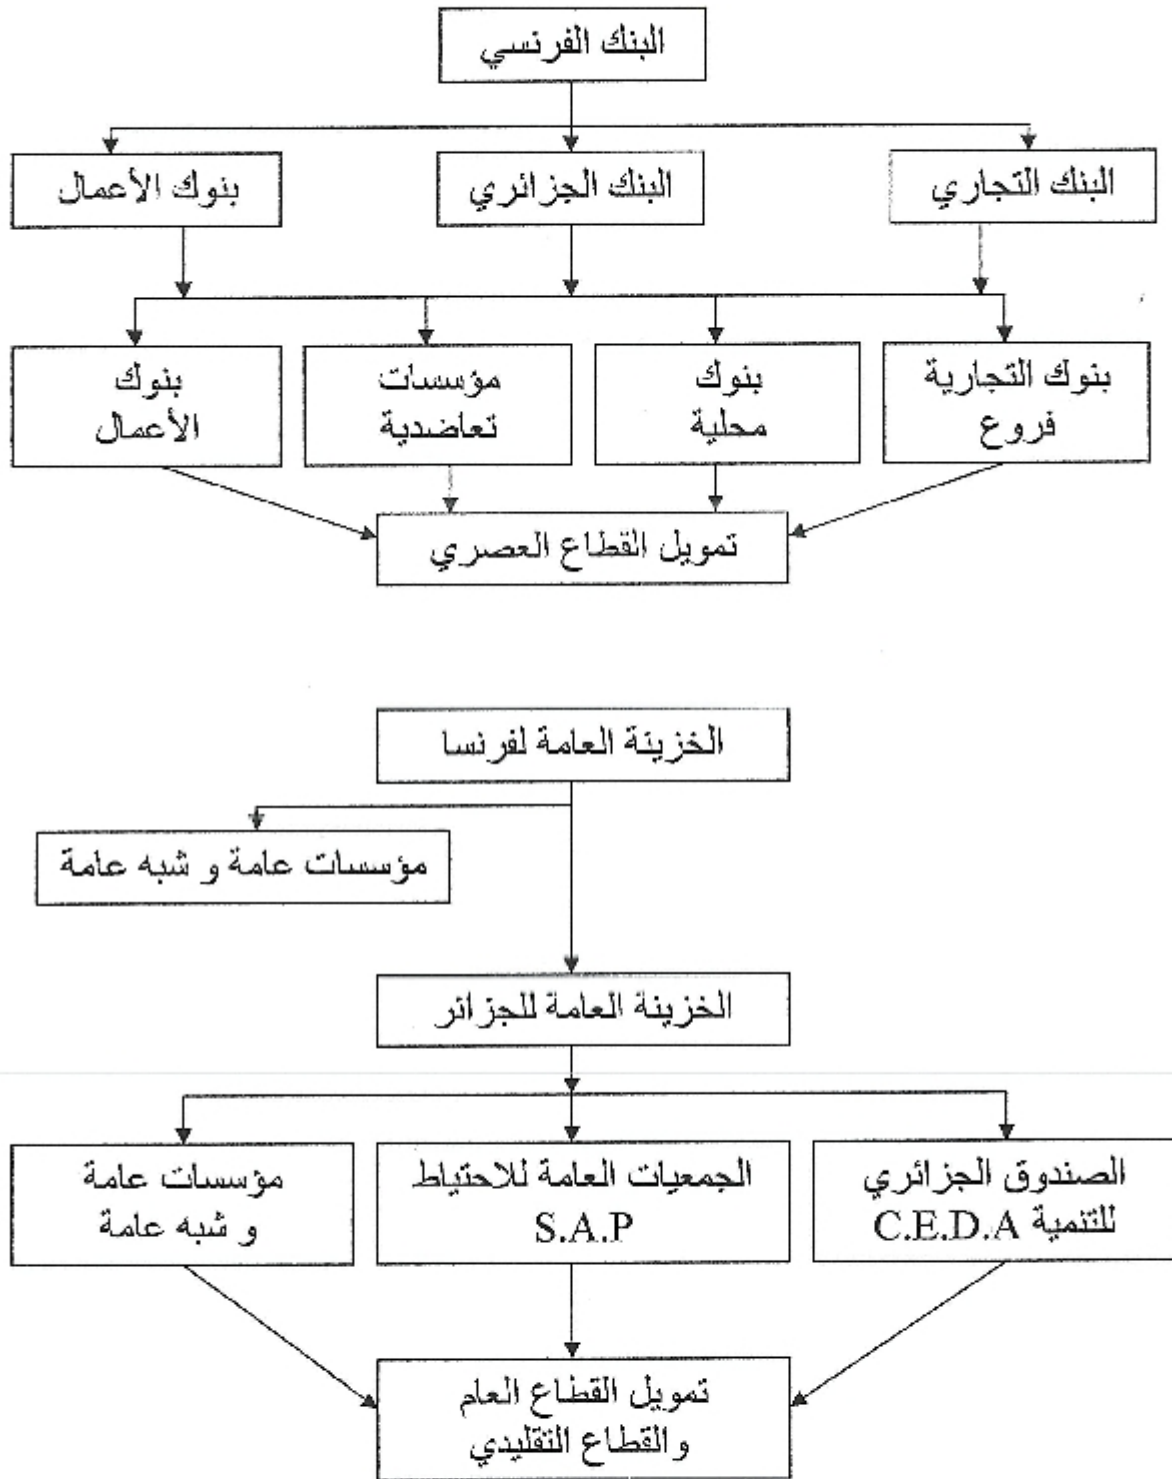 البنك الفرنسي
البنك التجاري
البنك الجزائري
بنوك الأعمال
بنوك التجارية
فروع
بنوك
محلية
مؤسسات
تعاضدية
بنوك
الأعمال
تمويل القطاع العصري
الخزينة العامة لفرنسا
مؤسسات عامة و شبه عامة
الخزينة العامة للجزائر
الصندوق الجزائري
للتنمية C.E.D.A
الجمعيات العامة للاحتياط
S.A.P
مؤسسات عامة
و شبه عامة
تمويل القطاع العام
والقطاع التقليدي